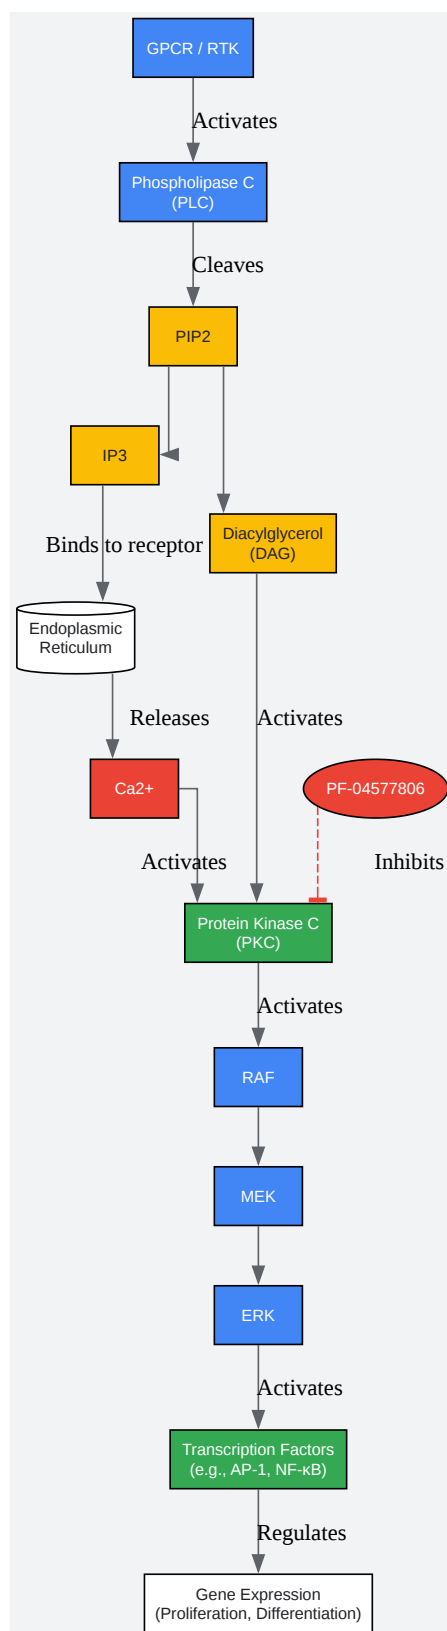 GPCR / RTK
Activates
Phospholipase C
(PLC)
Cleaves
PIP2
IP3
Diacylglycerol
(DAG)
Binds to receptor
Endoplasmic
Reticulum
Releases
Activates
Ca2+
PF-04577806
Activates
Inhibits
Protein Kinase C
(PKC)
Activates
RAF
MEK
ERK
Activates
Transcription Factors
(e.g., AP-1, NF-κB)
Regulates
Gene Expression
(Proliferation, Differentiation)